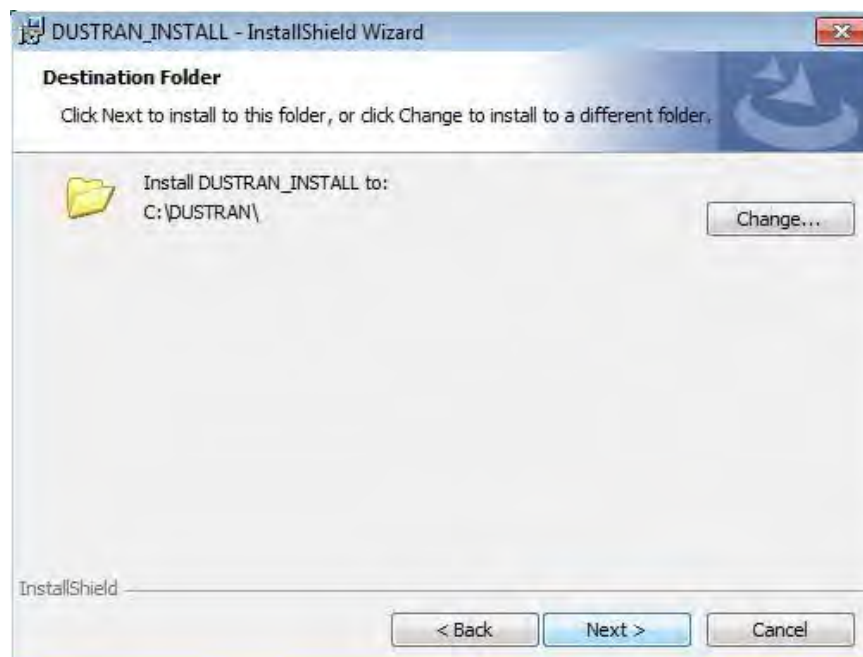 DUSTRAN_INSTALL - InstallShield Wizard
Destination Folder
Click Next to install to this folder, or click Change to install to a different folder.
Install DUSTRAN_INSTALL to:
C:\DUSTRAN\
Change...
InstallShield
< Back
Next >
Cancel